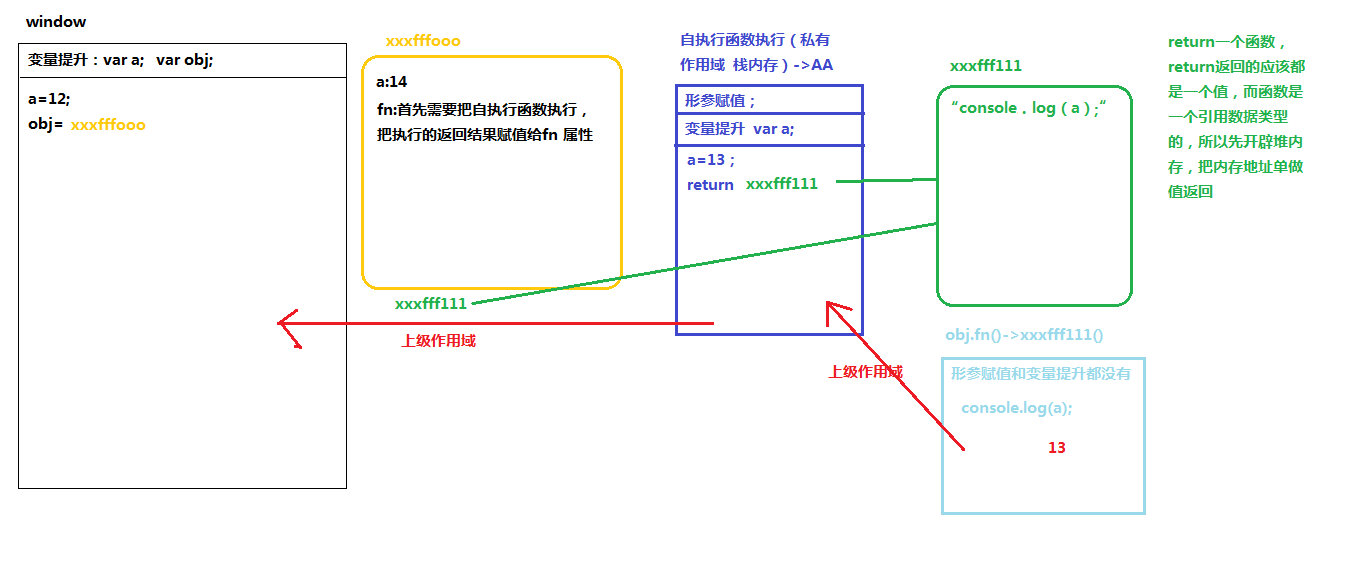 window
变量提升：var a;   var obj;
a=12;
obj= xxxfffooo
xxxfffooo
a:14
fn:首先需要把自执行函数执行，
把执行的返回结果赋值给fn 属性
xxxfff111
上级作用域
自执行函数执行（私有
作用域  栈内存）->AA
形参赋值；
变量提升  var a;
a=13；
return  xxxfff111
上级作用域
xxxfff111
“console．log（a）;“
obj.fn()->xxxfff111()
形参赋值和变量提升都没有
console.log(a);
13
return一个函数，
return返回的应该都
是一个值，而函数是
一个引用数据类型
的，所以先开辟堆内
存，把内存地址单做
值返回